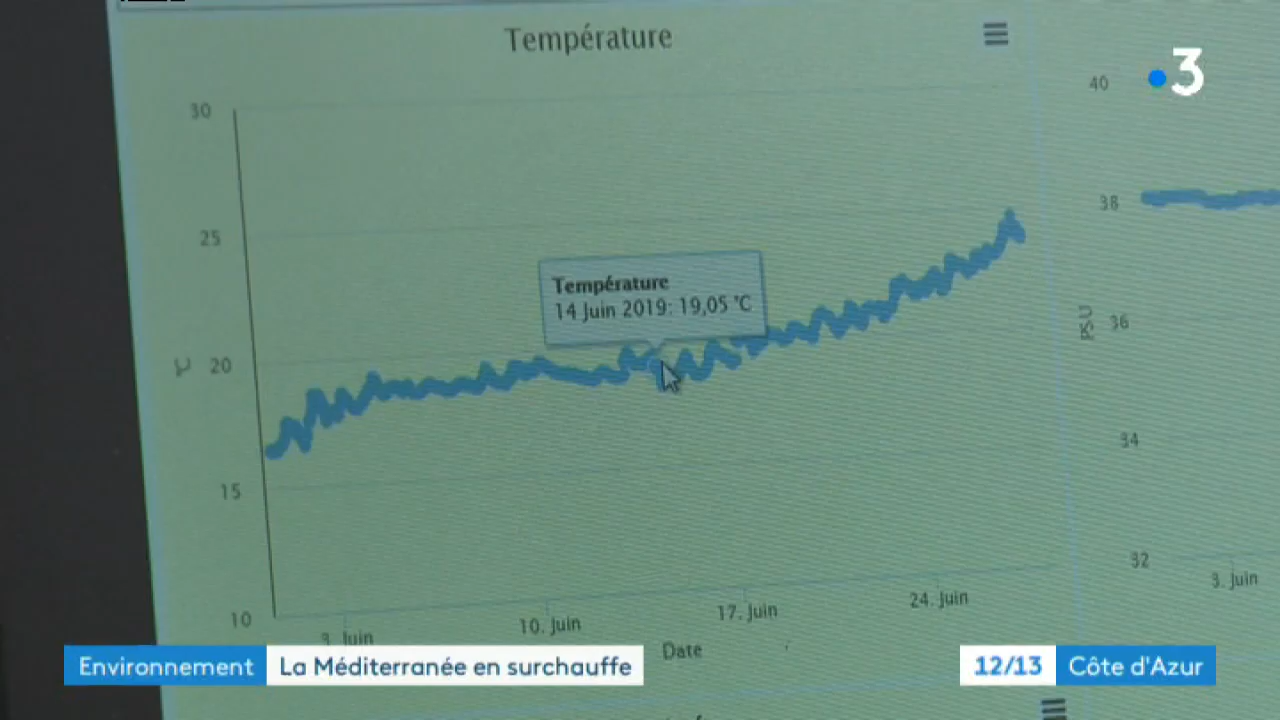 Température
3
30
25
20
15
10
°C
Température
14 Juin 2019: 19,05 °C
3. Juin
10. Juin
17. Juin
24. Juin
Date
40
38
36
34
32
PSU
3. Juin
Environnement
La Méditerranée en surchauffe
12/13
Côte d'Azur